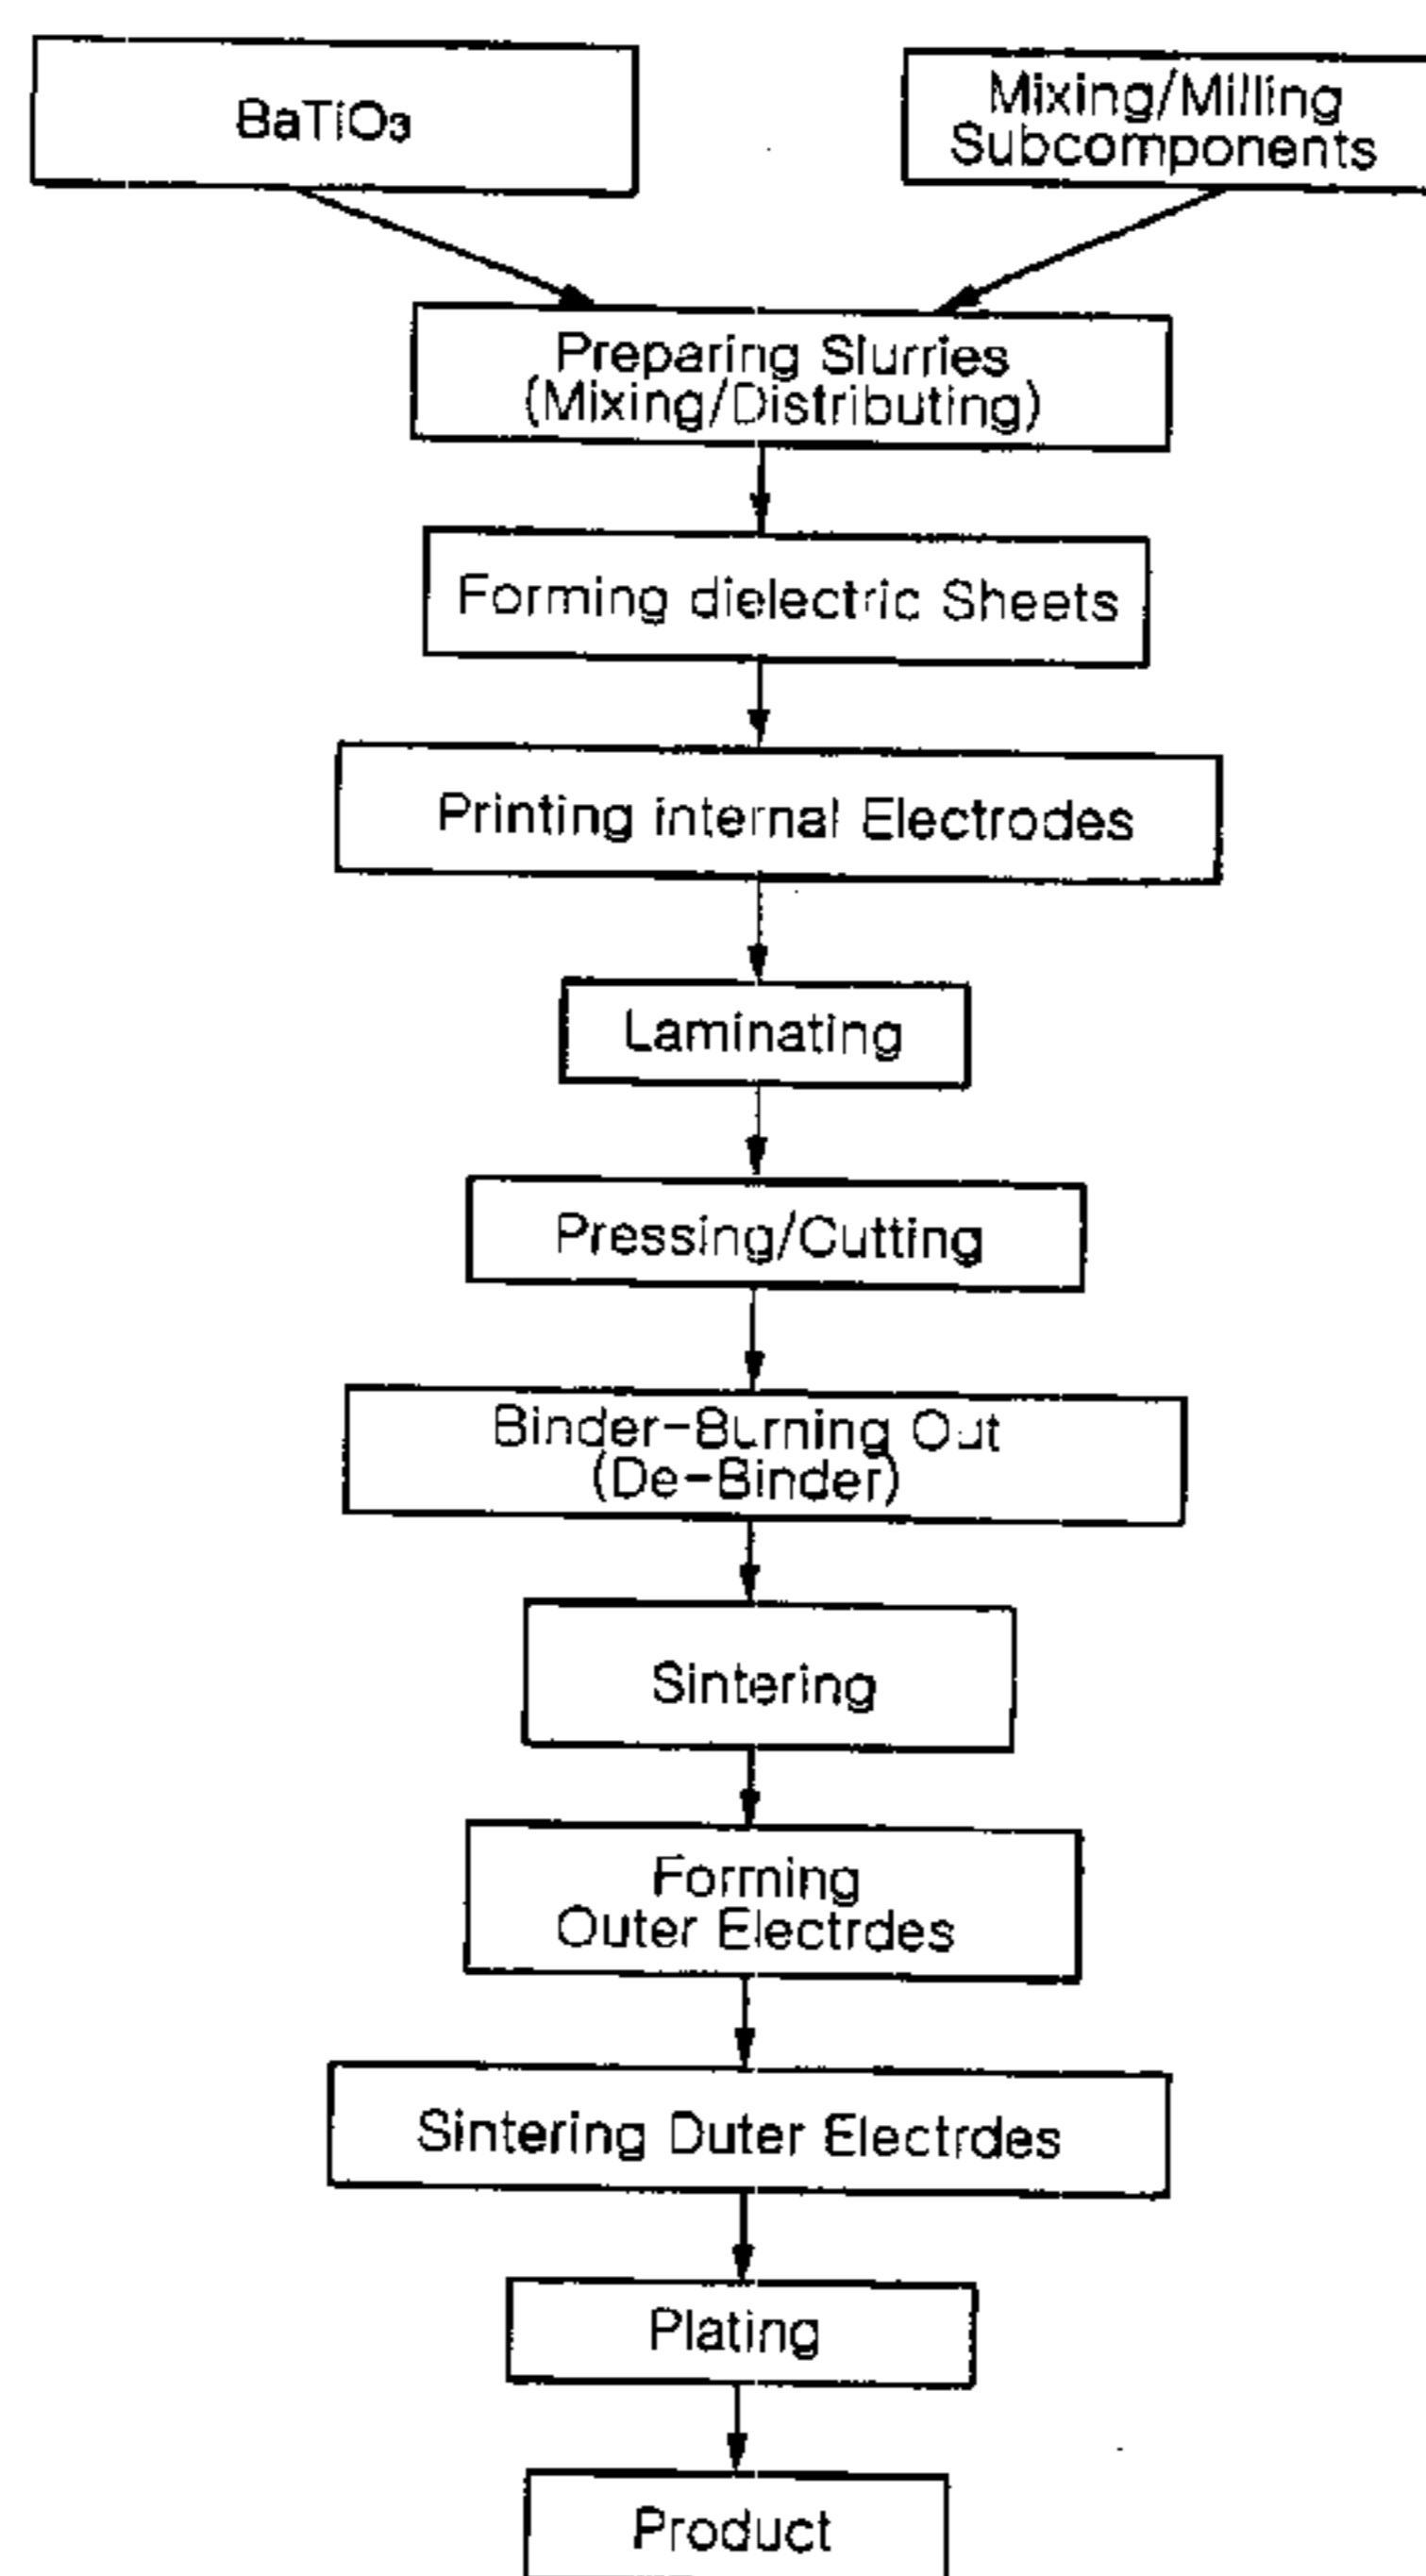 BaTiO₃
Mixing/Milling
Subcomponents
Preparing Slurries
(Mixing/Distributing)
Forming dielectric Sheets
Printing internal Electrodes
Laminating
Pressing/Cutting
Binder-Burning Out
(De-Binder)
Sintering
Forming
Outer Electrdes
Sintering Duter Electrdes
Plating
Product